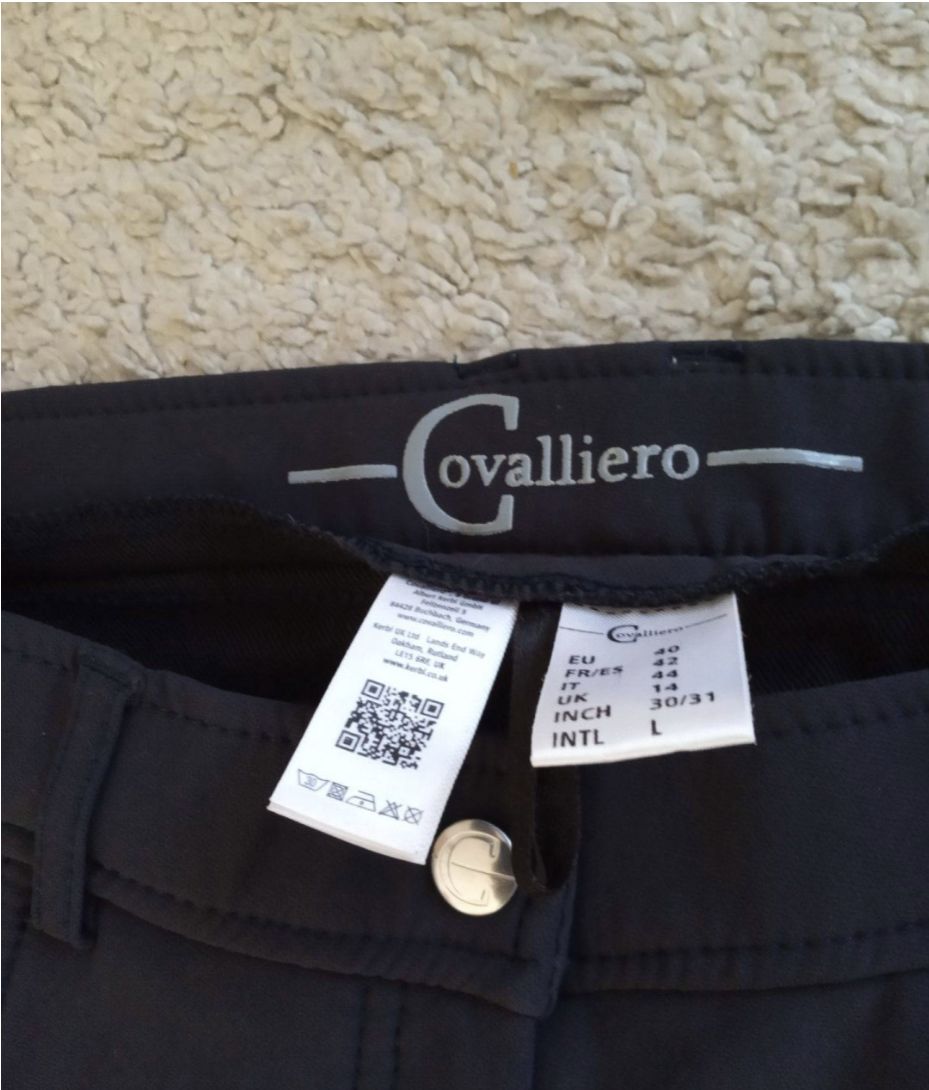 Covalliero
Albert Kerbl GmbH
Felizenzell 9
84428 Buchbach, Germany
www.covalliero.com
Kerbl UK Ltd Lands End Way
Oakham, Rutland
LE15 6RF, UK
www.kerbl.co.uk
30
Covalliero
EU 40
FR/ES 42
IT 44
UK 14
INCH 30/31
INTL L
C